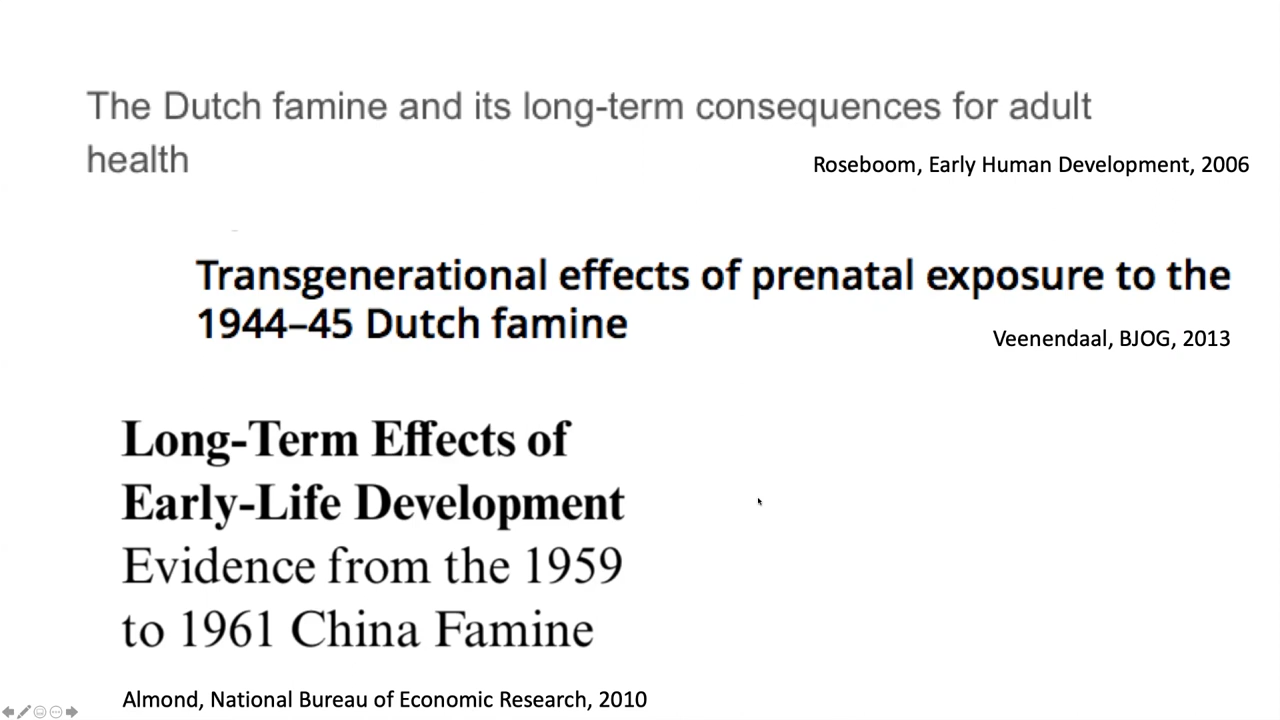 The Dutch famine and its long-term consequences for adult
health
Roseboom, Early Human Development, 2006
Transgenerational effects of prenatal exposure to the
1944–45 Dutch famine
Veenendaal, BJOG, 2013
Long-Term Effects of
Early-Life Development
Evidence from the 1959
to 1961 China Famine
Almond, National Bureau of Economic Research, 2010